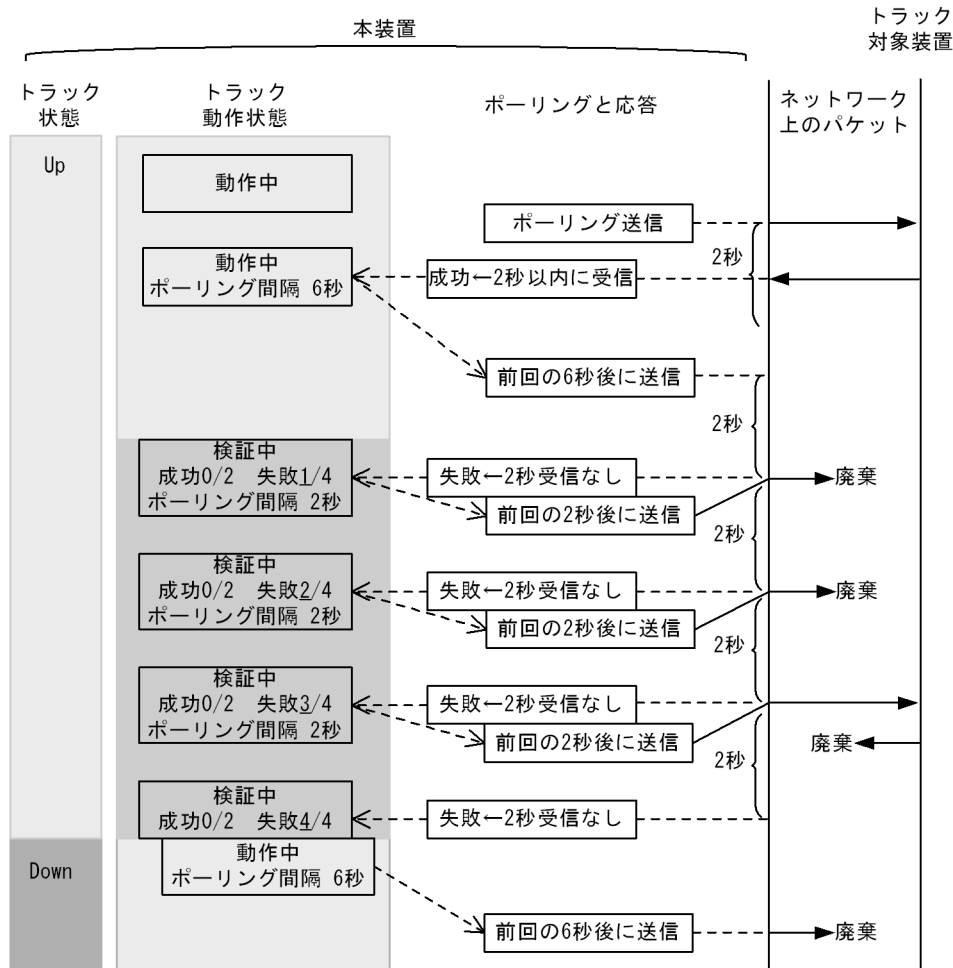 本装置
トラック
対象装置
トラック
状態
トラック
動作状態
ポーリングと応答
ネットワーク
上のパケット
Up
動作中
ポーリング送信
2秒
動作中
ポーリング間隔 6秒
成功←2秒以内に受信
前回の6秒後に送信
2秒
検証中
成功0/2 失敗1/4
ポーリング間隔 2秒
失敗←2秒受信なし
廃棄
前回の2秒後に送信
2秒
検証中
成功0/2 失敗2/4
ポーリング間隔 2秒
失敗←2秒受信なし
廃棄
前回の2秒後に送信
2秒
検証中
成功0/2 失敗3/4
ポーリング間隔 2秒
失敗←2秒受信なし
前回の2秒後に送信
廃棄
2秒
検証中
成功0/2 失敗4/4
失敗←2秒受信なし
Down
動作中
ポーリング間隔 6秒
前回の6秒後に送信
廃棄